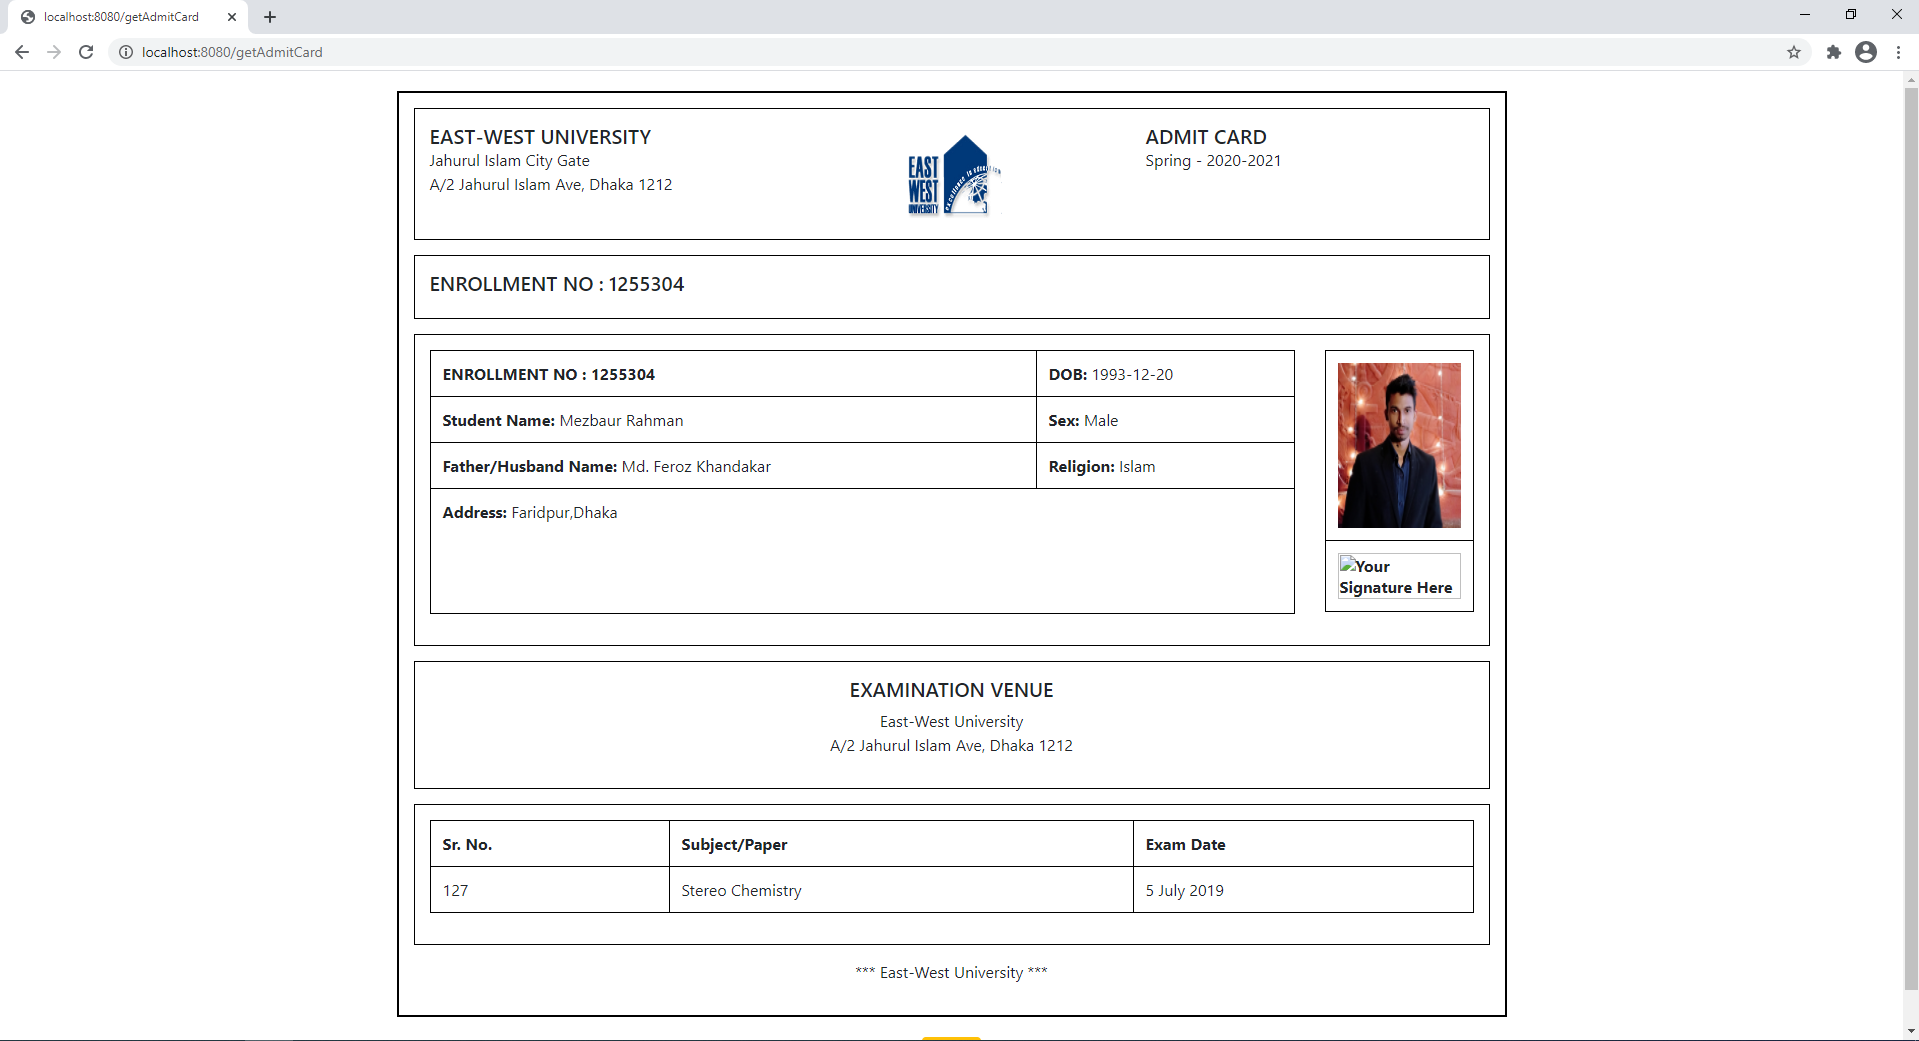 localhost:8080/getAdmitCard
localhost:8080/getAdmitCard
EAST-WEST UNIVERSITY
Jahurul Islam City Gate
A/2 Jahurul Islam Ave, Dhaka 1212
EAST
WEST
UNIVERSITY
excellence in education
ADMIT CARD
Spring - 2020-2021
ENROLLMENT NO : 1255304
ENROLLMENT NO : 1255304
DOB: 1993-12-20
Student Name: Mezbaur Rahman
Sex: Male
Father/Husband Name: Md. Feroz Khandakar
Religion: Islam
Address: Faridpur,Dhaka
Your
Signature Here
EXAMINATION VENUE
East-West University
A/2 Jahurul Islam Ave, Dhaka 1212
Sr. No. Subject/Paper Exam Date
127 Stereo Chemistry 5 July 2019
*** East-West University ***